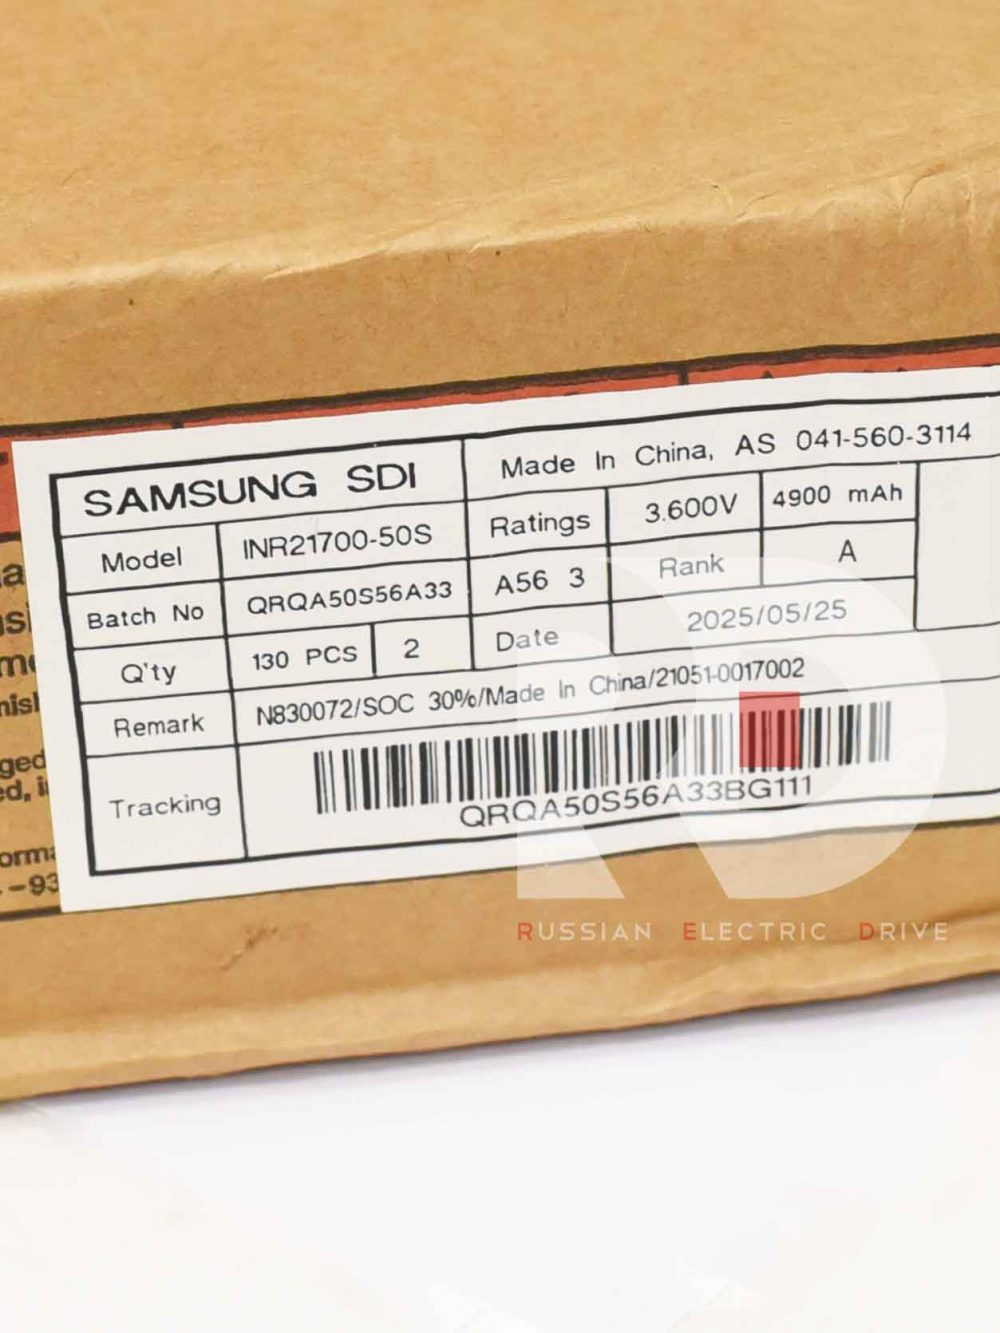 SAMSUNG SDI
Made In China, AS 041-560-3114
Model
INR21700-50S
Ratings
3.600V
4900 mAh
Batch No
QRQA50S56A33
A56 3
Rank
A
Q'ty
130 PCS
2
Date
2025/05/25
Remark
N830072/SOC 30%/Made In China/21051-0017002
Tracking
QRQA50S56A33BG111
RUSSIAN ELECTRIC DRIVE